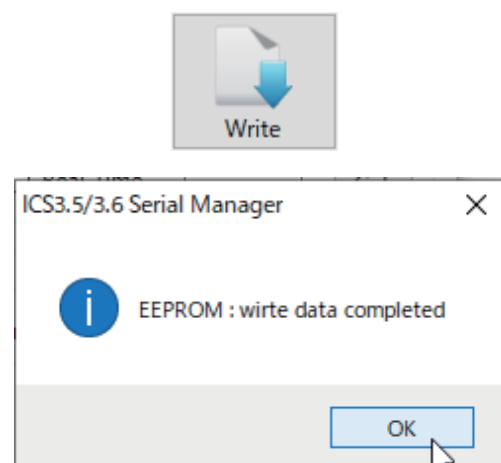 Write
ICS3.5/3.6 Serial Manager
EEPROM : wirte data completed
OK